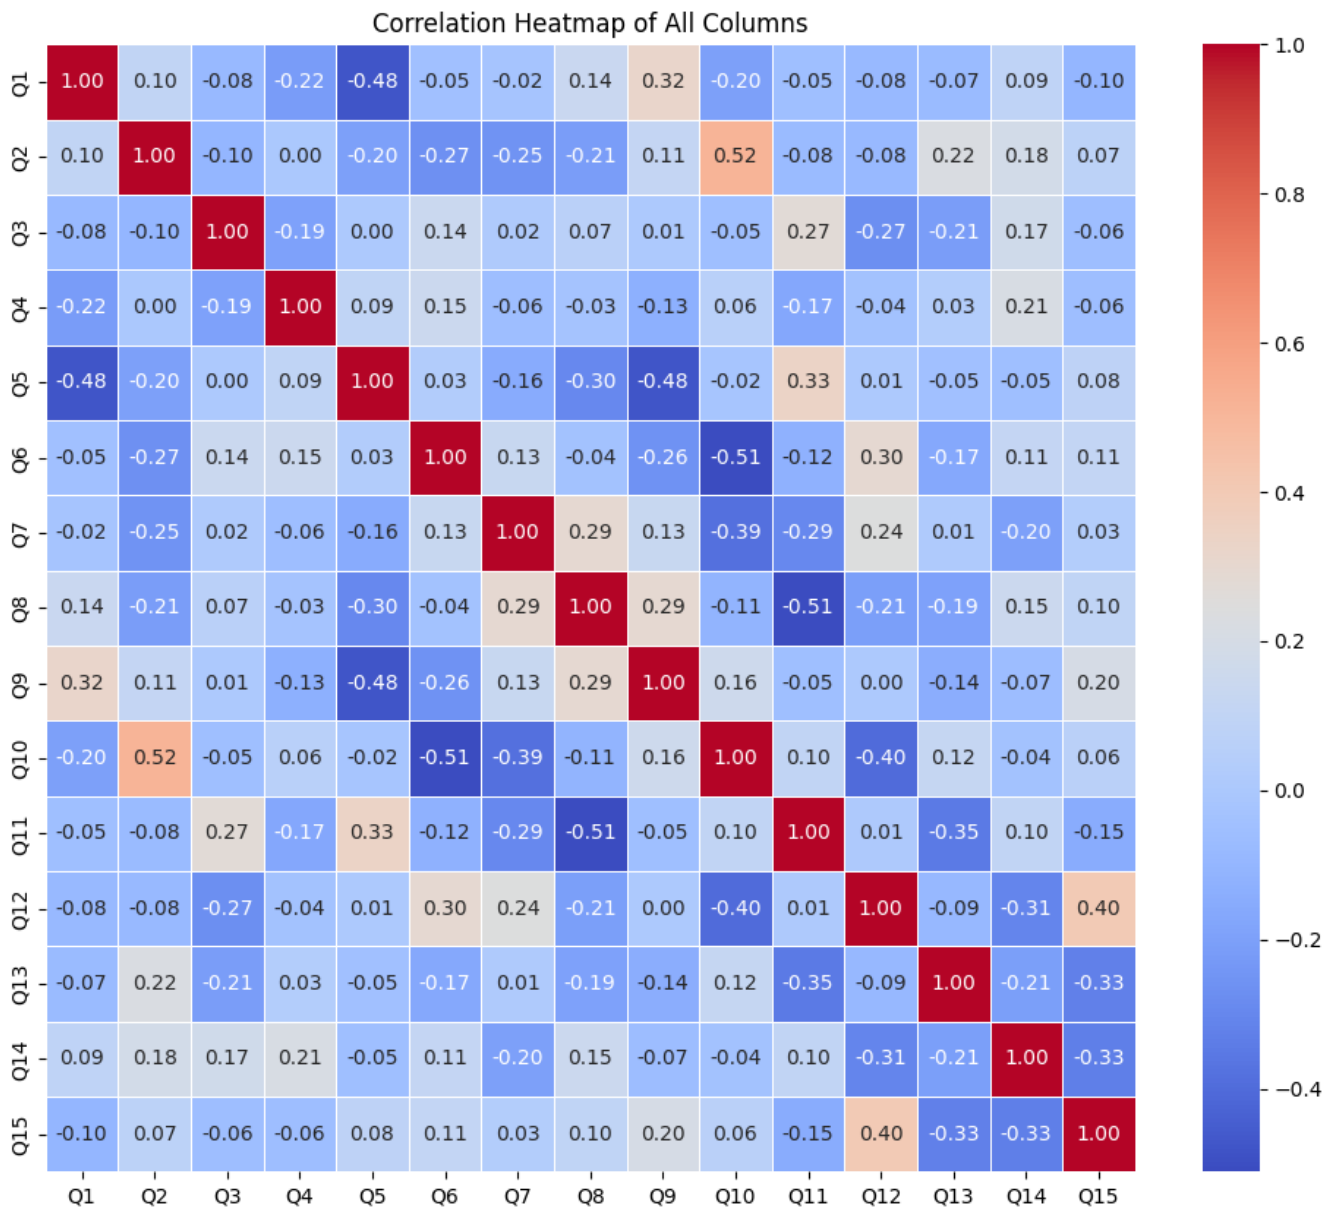 Correlation Heatmap of All Columns
Q1 1.00 0.10 -0.08 -0.22 -0.48 -0.05 -0.02 0.14 0.32 -0.20 -0.05 -0.08 -0.07 0.09 -0.10
Q2 0.10 1.00 -0.10 0.00 -0.20 -0.27 -0.25 -0.21 0.11 0.52 -0.08 -0.08 0.22 0.18 0.07
Q3 -0.08 -0.10 1.00 -0.19 0.00 0.14 0.02 0.07 0.01 -0.05 0.27 -0.27 -0.21 0.17 -0.06
Q4 -0.22 0.00 -0.19 1.00 0.09 0.15 -0.06 -0.03 -0.13 0.06 -0.17 -0.04 0.03 0.21 -0.06
Q5 -0.48 -0.20 0.00 0.09 1.00 0.03 -0.16 -0.30 -0.48 -0.02 0.33 0.01 -0.05 -0.05 0.08
Q6 -0.05 -0.27 0.14 0.15 0.03 1.00 0.13 -0.04 -0.26 -0.51 -0.12 0.30 -0.17 0.11 0.11
Q7 -0.02 -0.25 0.02 -0.06 -0.16 0.13 1.00 0.29 0.13 -0.39 -0.29 0.24 0.01 -0.20 0.03
Q8 0.14 -0.21 0.07 -0.03 -0.30 -0.04 0.29 1.00 0.29 -0.11 -0.51 -0.21 -0.19 0.15 0.10
Q9 0.32 0.11 0.01 -0.13 -0.48 -0.26 0.13 0.29 1.00 0.16 -0.05 0.00 -0.14 -0.07 0.20
Q10 -0.20 0.52 -0.05 0.06 -0.02 -0.51 -0.39 -0.11 0.16 1.00 0.10 -0.40 0.12 -0.04 0.06
Q11 -0.05 -0.08 0.27 -0.17 0.33 -0.12 -0.29 -0.51 -0.05 0.10 1.00 0.01 -0.35 0.10 -0.15
Q12 -0.08 -0.08 -0.27 -0.04 0.01 0.30 0.24 -0.21 0.00 -0.40 0.01 1.00 -0.09 -0.31 0.40
Q13 -0.07 0.22 -0.21 0.03 -0.05 -0.17 0.01 -0.19 -0.14 0.12 -0.35 -0.09 1.00 -0.21 -0.33
Q14 0.09 0.18 0.17 0.21 -0.05 0.11 -0.20 0.15 -0.07 -0.04 0.10 -0.31 -0.21 1.00 -0.33
Q15 -0.10 0.07 -0.06 -0.06 0.08 0.11 0.03 0.10 0.20 0.06 -0.15 0.40 -0.33 -0.33 1.00
Q1 Q2 Q3 Q4 Q5 Q6 Q7 Q8 Q9 Q10 Q11 Q12 Q13 Q14 Q15
1.0
0.8
0.6
0.4
0.2
0.0
−0.2
−0.4